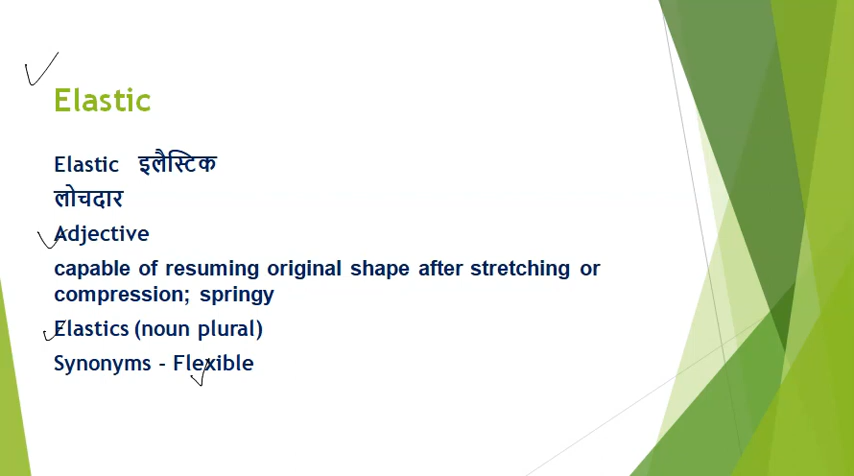 Elastic
Elastic इलैस्टिक
लोचदार
Adjective
capable of resuming original shape after stretching or
compression; springy
Elastics (noun plural)
Synonyms - Flexible